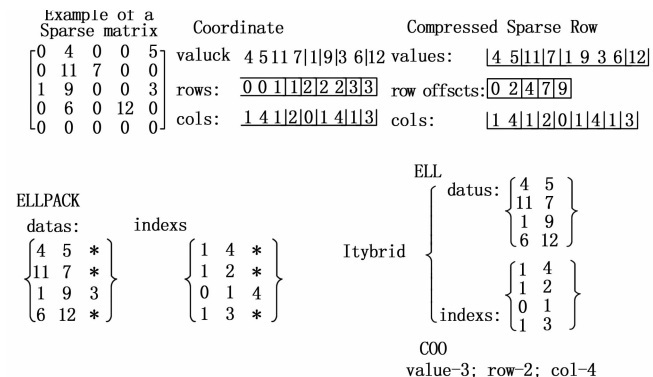 Example of a
Sparse matrix
0 4 0 0 5
0 11 7 0 0
1 9 0 0 3
0 6 0 12 0
0 0 0 0 0
Coordinate
valuck 4 5 11 7|1|9|3 6|12
rows: 0 0 1|1|2|2 2|3|3|
cols: 1 4 1|2|0|1 4|1|3|
Compressed Sparse Row
values: |4 5|11|7|1 9 3 6|12|
row offscts: 0 2|4|7|9|
cols: |1 4|1|2|0|1|4|1|3|
ELLPACK
datas:
4 5 *
11 7 *
1 9 3
6 12 *
indexs
1 4 *
1 2 *
0 1 4
1 3 *
Itybrid
ELL
datus:
4 5
11 7
1 9
6 12
indexs:
1 4
1 2
0 1
1 3
COO
value-3; row-2; col-4